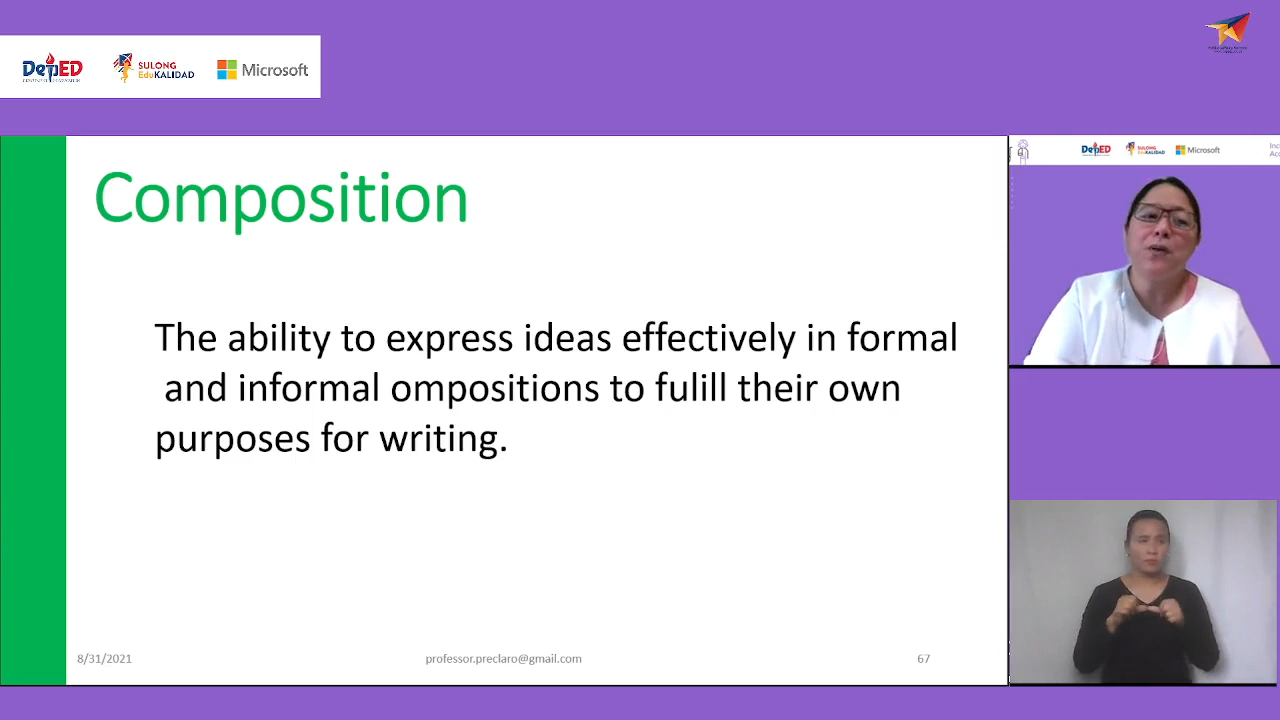 DepED
SULONG
EduKALIDAD
Microsoft
DepED
SULONG
EduKALIDAD
Microsoft
Composition
The ability to express ideas effectively in formal
and informal ompositions to fulill their own
purposes for writing.
8/31/2021
professor.preclaro@gmail.com
67